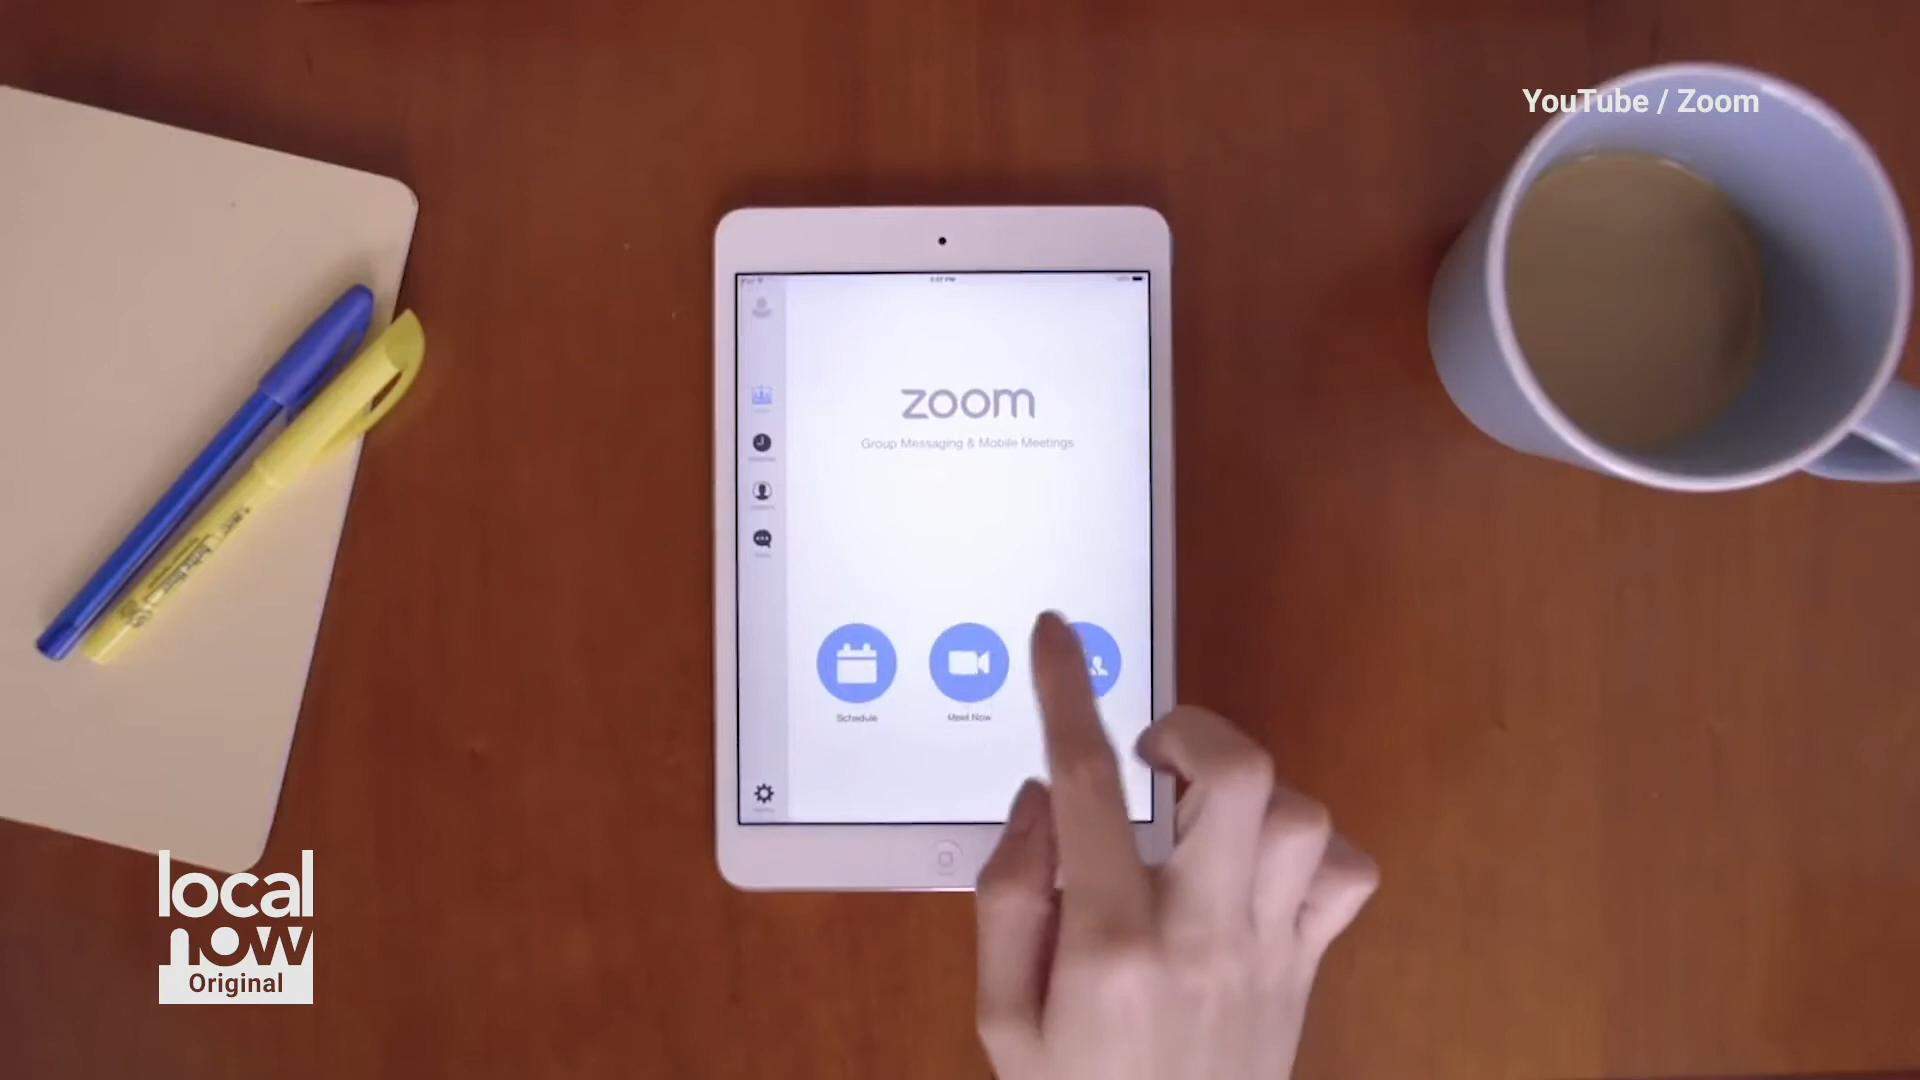 YouTube / Zoom
zoom
Group Messaging & Mobile Meetings
Schedule
Meet Now
local
now
Original